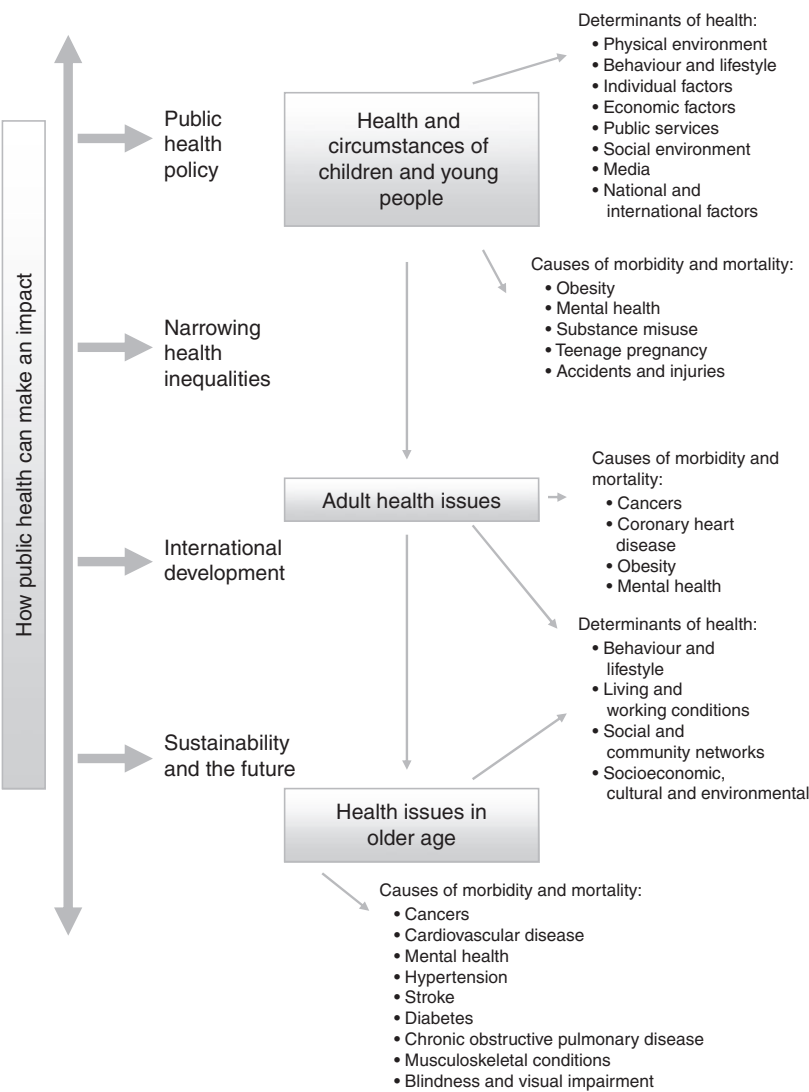 How public health can make an impact
Public
health
policy
Narrowing
health
inequalities
International
development
Sustainability
and the future
Health and
circumstances of
children and young
people
Determinants of health:
• Physical environment
• Behaviour and lifestyle
• Individual factors
• Economic factors
• Public services
• Social environment
• Media
• National and
international factors
Causes of morbidity and mortality:
• Obesity
• Mental health
• Substance misuse
• Teenage pregnancy
• Accidents and injuries
Adult health issues
Causes of morbidity and
mortality:
• Cancers
• Coronary heart
disease
• Obesity
• Mental health
Determinants of health:
• Behaviour and
lifestyle
• Living and
working conditions
• Social and
community networks
• Socioeconomic,
cultural and environmental
Health issues in
older age
Causes of morbidity and mortality:
• Cancers
• Cardiovascular disease
• Mental health
• Hypertension
• Stroke
• Diabetes
• Chronic obstructive pulmonary disease
• Musculoskeletal conditions
• Blindness and visual impairment